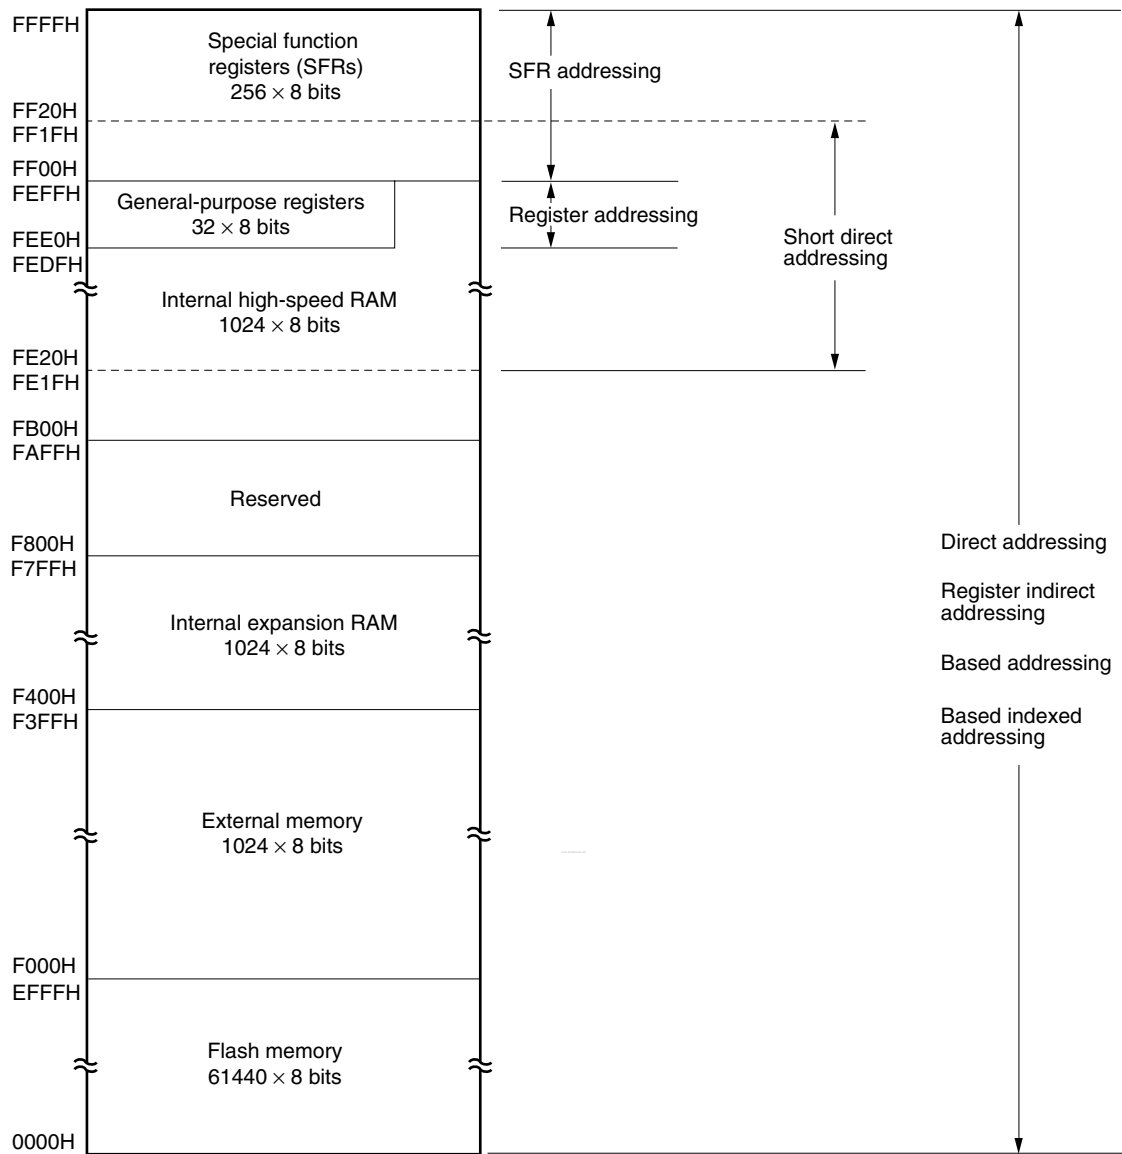 FFFFH
Special function
registers (SFRs)
256 × 8 bits
SFR addressing
FF20H
FF1FH
FF00H
FEFFH
General-purpose registers
32 × 8 bits
Register addressing
Short direct
addressing
FEE0H
FEDFH
Internal high-speed RAM
1024 × 8 bits
FE20H
FE1FH
FB00H
FAFFH
Reserved
F800H
F7FFH
Direct addressing
Register indirect
addressing
Based addressing
Based indexed
addressing
Internal expansion RAM
1024 × 8 bits
F400H
F3FFH
External memory
1024 × 8 bits
F000H
EFFFH
Flash memory
61440 × 8 bits
0000H